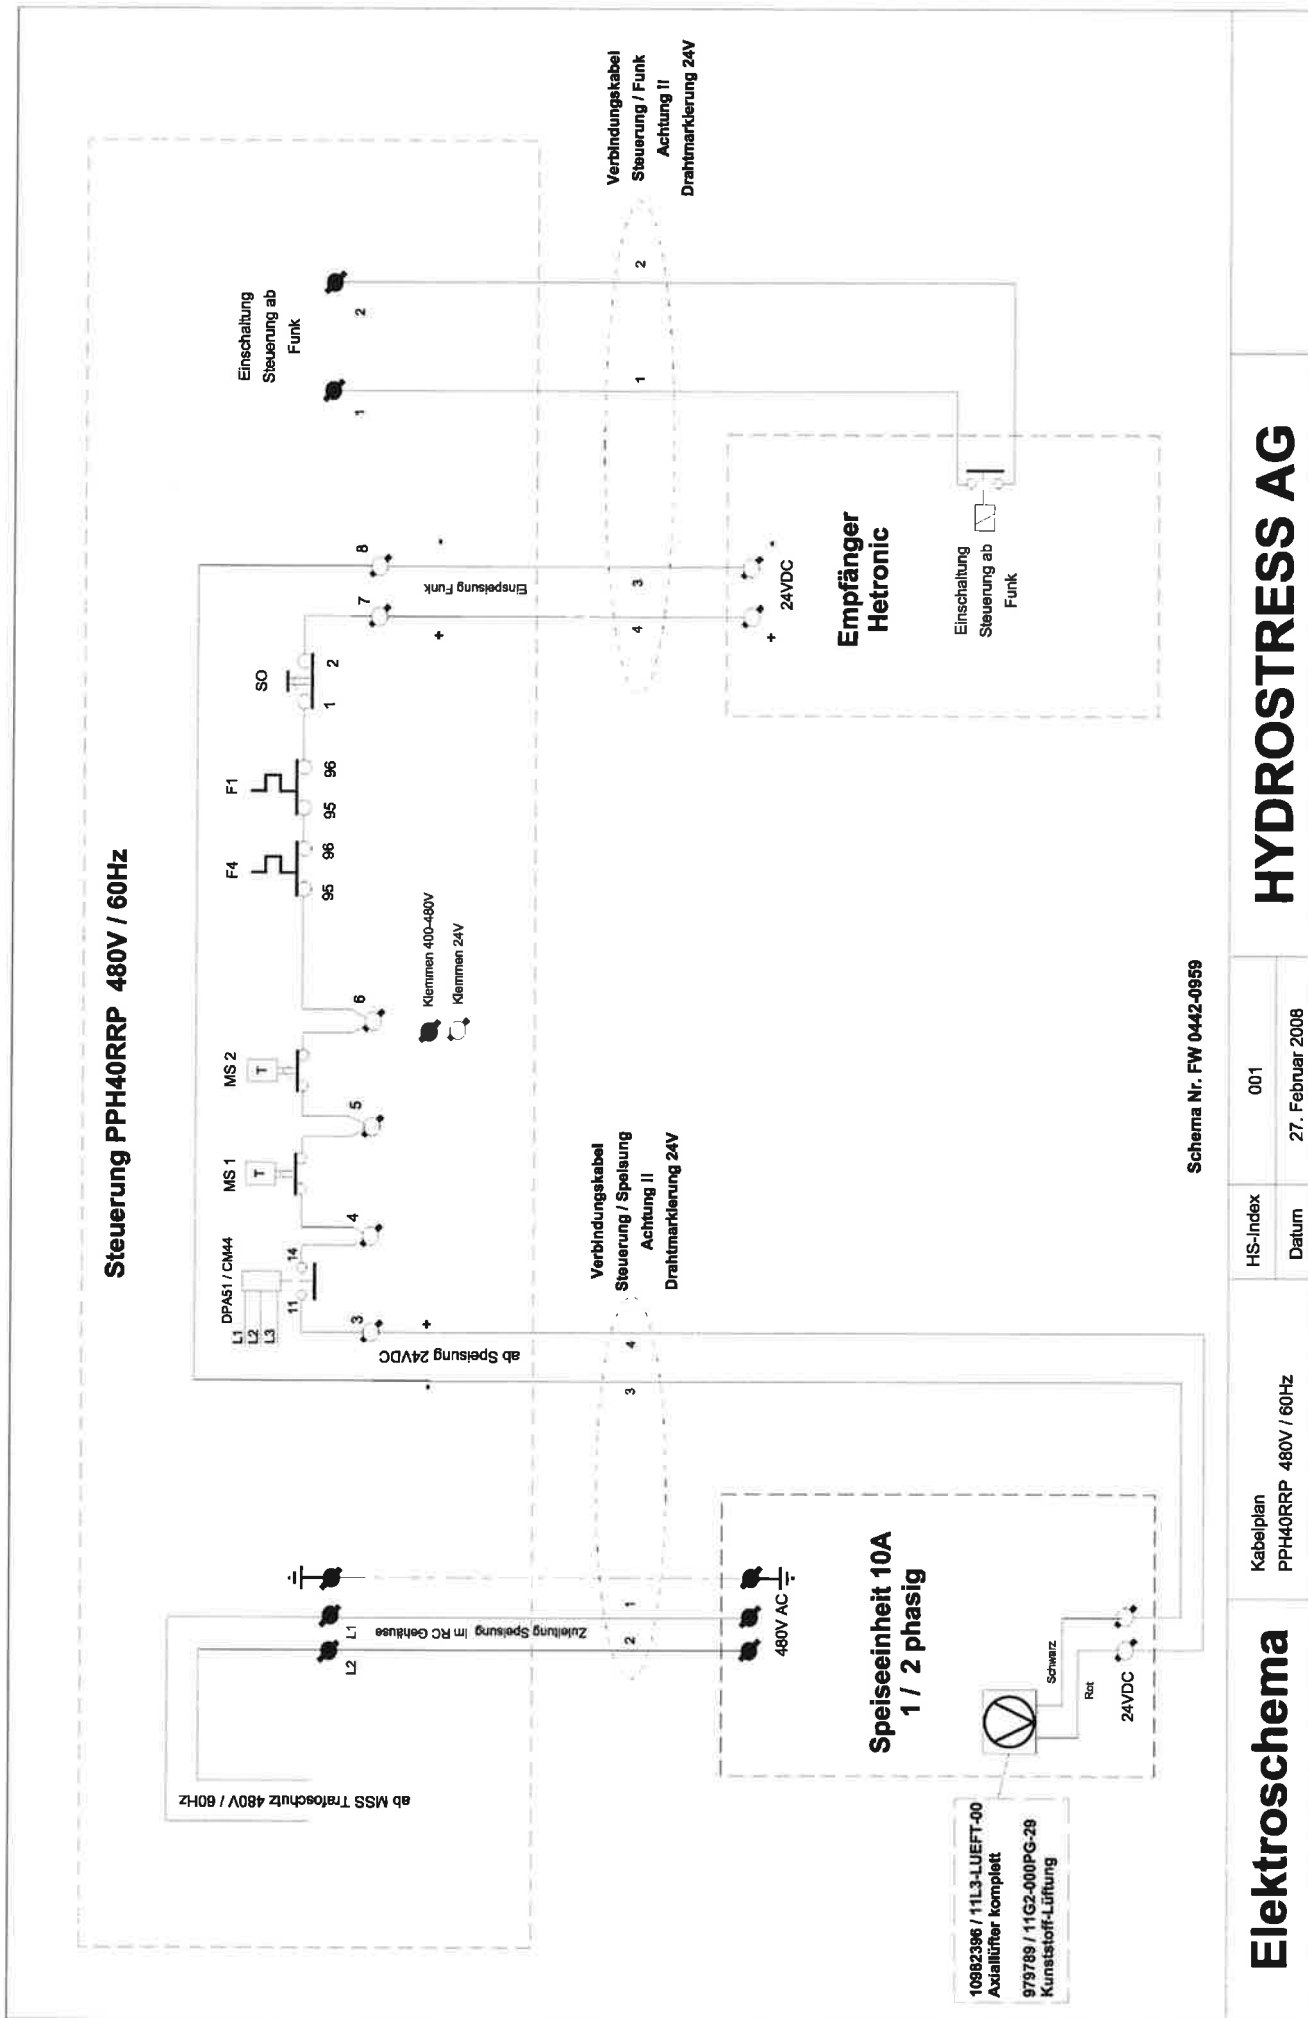 Steuerung PPH40RRP 480V / 60Hz
ab MSS Trafoschutz 480V / 60Hz
L2
L1
Zuleitung Speisung im RC Gehäuse
L1
L2
L3
DPA51 / CM44
11
14
3
+
-
ab Speisung 24VDC
4
MS 1
T
5
MS 2
T
6
F4
95
96
F1
95
96
SO
1
2
7
8
+
-
Einspeisung Funk
Einschaltung
Steuerung ab
Funk
1
2
Klemmen 400-480V
Klemmen 24V
Verbindungskabel
Steuerung / Speisung
Achtung !!
Drahtmarkierung 24V
2
1
3
4
Verbindungskabel
Steuerung / Funk
Achtung !!
Drahtmarkierung 24V
4
3
1
2
480V AC
Speiseeinheit 10A
1 / 2 phasig
Schwarz
Rot
24VDC
10982396 / 11L3-LUEFT-00
Axiallüfter komplett
979789 / 11G2-000PG-29
Kunststoff-Lüftung
+
-
24VDC
Empfänger
Hetronic
Einschaltung
Steuerung ab
Funk
Schema Nr. FW 0442-0959
Elektroschema
Kabelplan
PPH40RRP 480V / 60Hz
HS-Index
001
Datum
27. Februar 2008
HYDROSTRESS AG